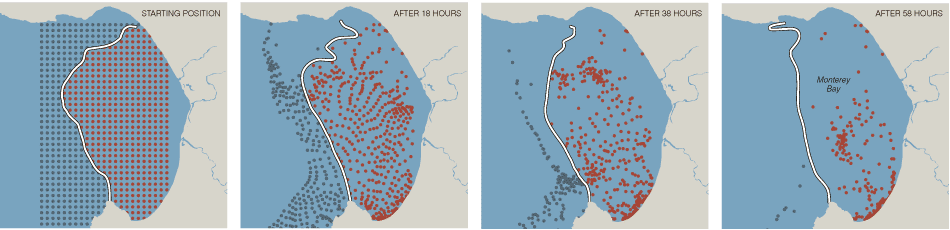 STARTING POSITION
AFTER 18 HOURS
AFTER 38 HOURS
AFTER 58 HOURS
Monterey
Bay